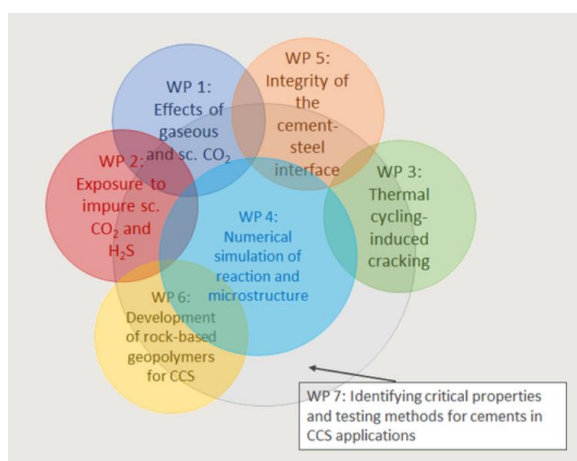 WP 1:
Effects of
gaseous
and sc. CO₂
WP 5:
Integrity of
the
cement-
steel
interface
WP 2:
Exposure to
impure sc.
CO₂ and
H₂S
WP 3:
Thermal
cycling-
induced
cracking
WP 4:
Numerical
simulation of
reaction and
microstructure
WP 6:
Development
of rock-based
geopolymers
for CCS
WP 7: Identifying critical properties
and testing methods for cements in
CCS applications